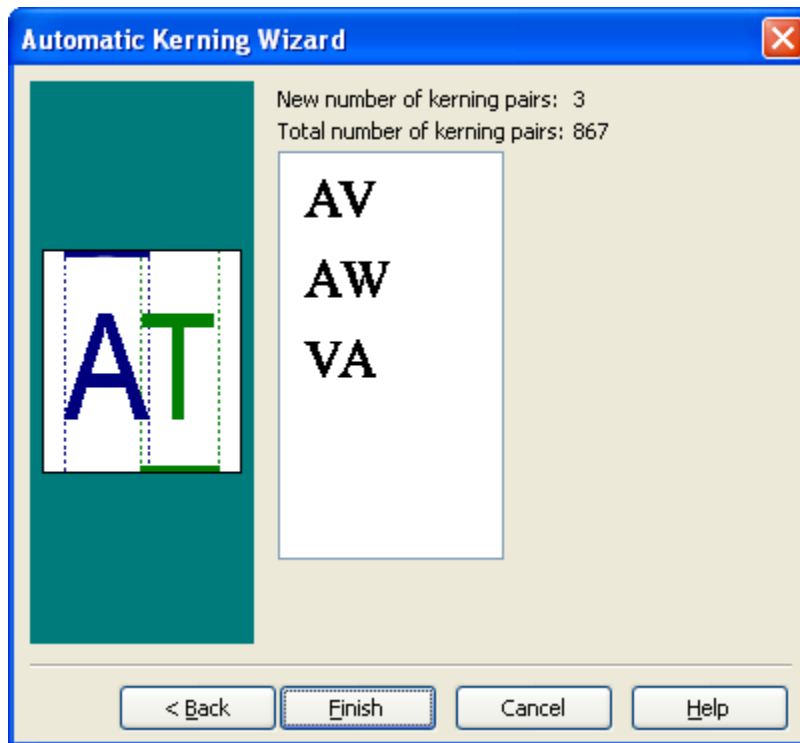 Automatic Kerning Wizard
New number of kerning pairs: 3
Total number of kerning pairs: 867
AV
AW
VA
AT
< Back Finish Cancel Help